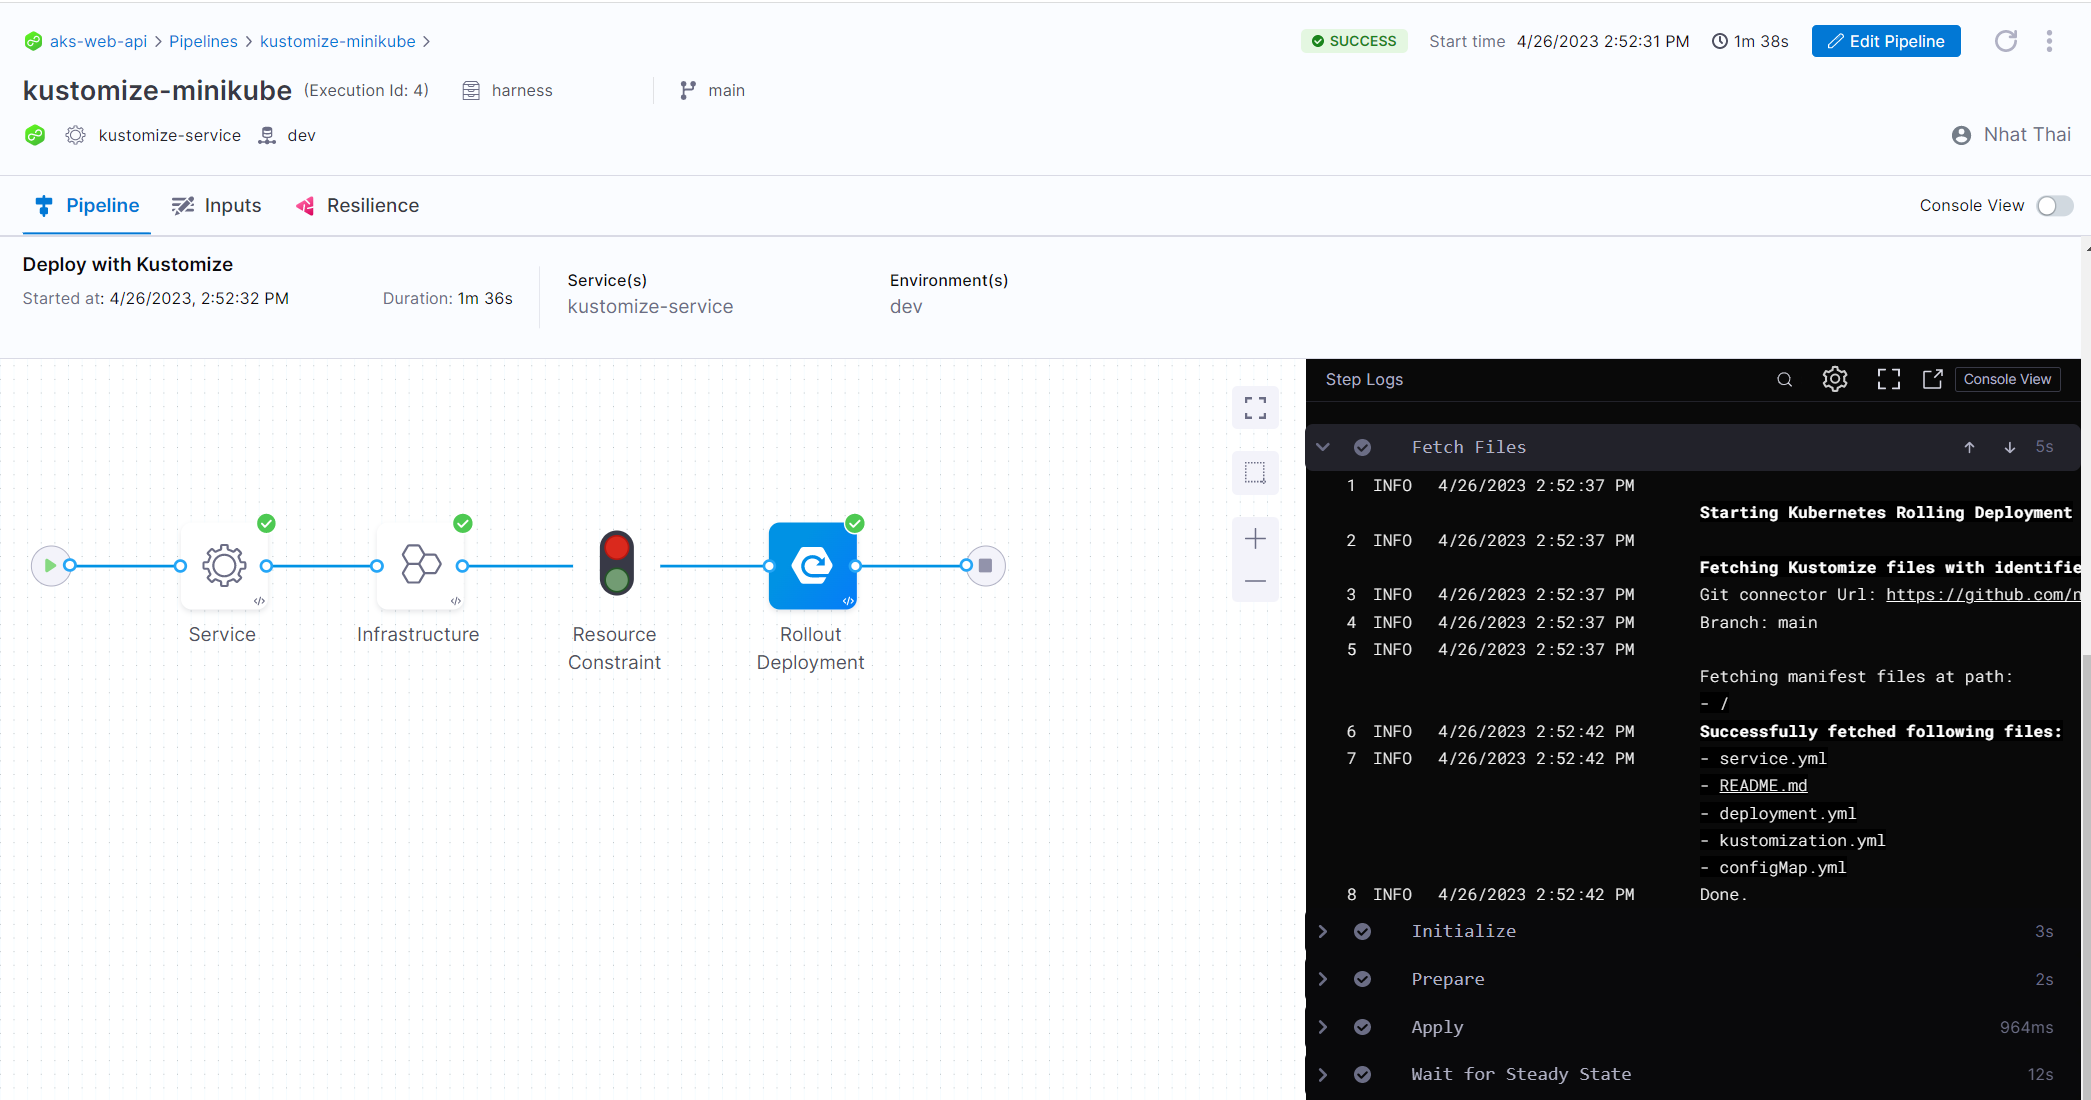 aks-web-api > Pipelines > kustomize-minikube >
SUCCESS Start time 4/26/2023 2:52:31 PM 1m 38s Edit Pipeline
kustomize-minikube (Execution Id: 4) harness main
kustomize-service dev
Nhat Thai
Pipeline Inputs Resilience
Console View
Deploy with Kustomize
Started at: 4/26/2023, 2:52:32 PM Duration: 1m 36s
Service(s)
kustomize-service
Environment(s)
dev
Service
Infrastructure
Resource
Constraint
Rollout
Deployment
Step Logs Console View
Fetch Files 5s
1 INFO 4/26/2023 2:52:37 PM
Starting Kubernetes Rolling Deployment
2 INFO 4/26/2023 2:52:37 PM
Fetching Kustomize files with identifie
3 INFO 4/26/2023 2:52:37 PM Git connector Url: https://github.com/n
4 INFO 4/26/2023 2:52:37 PM Branch: main
5 INFO 4/26/2023 2:52:37 PM
Fetching manifest files at path:
- /
6 INFO 4/26/2023 2:52:42 PM Successfully fetched following files:
7 INFO 4/26/2023 2:52:42 PM - service.yml
- README.md
- deployment.yml
- kustomization.yml
- configMap.yml
8 INFO 4/26/2023 2:52:42 PM Done.
Initialize 3s
Prepare 2s
Apply 964ms
Wait for Steady State 12s